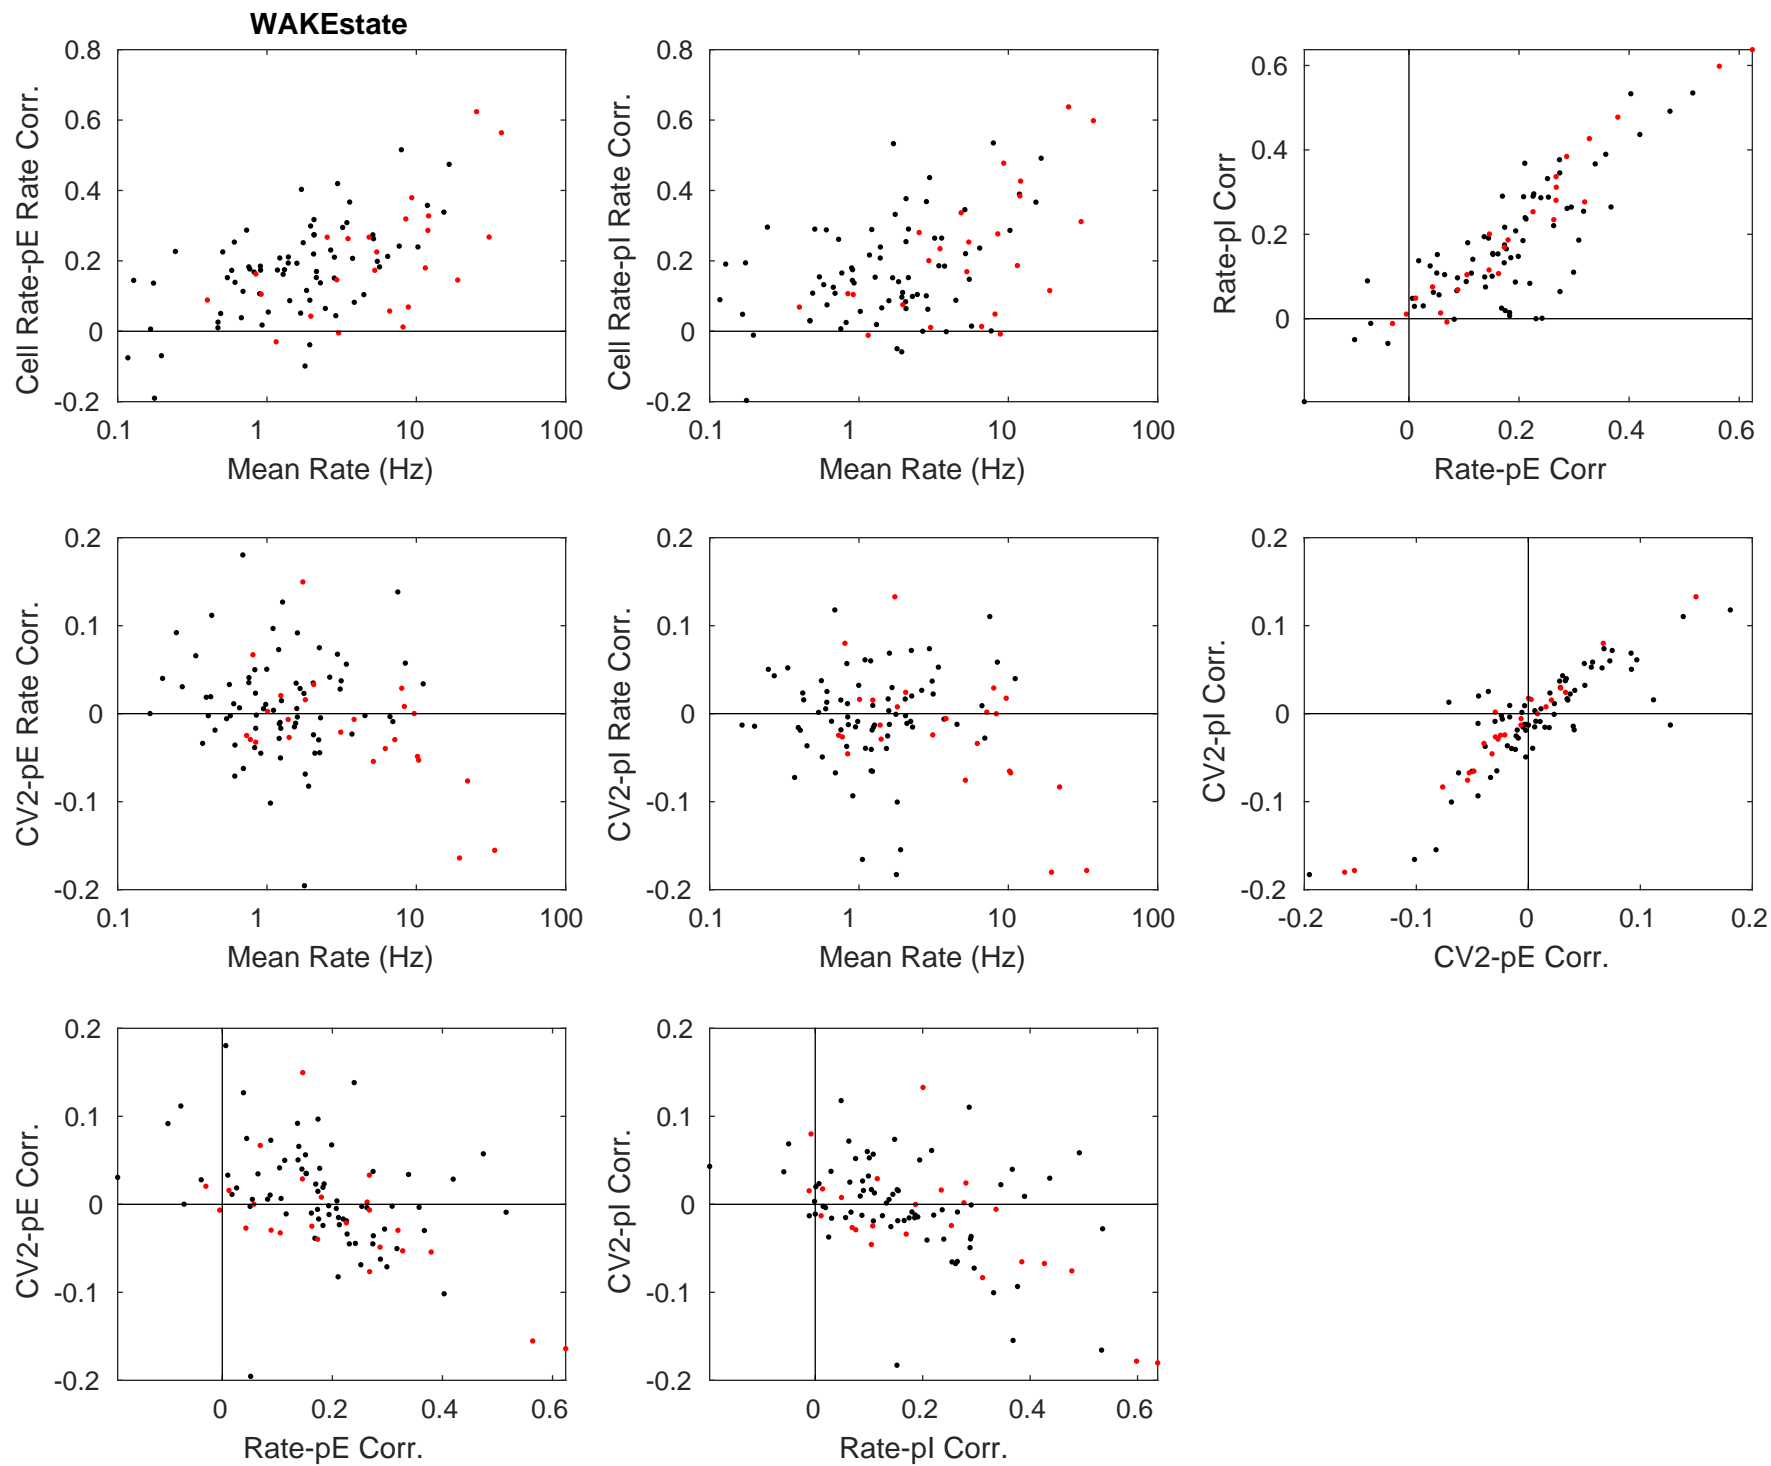 WAKEstate
Cell Rate-pE Rate Corr.
0.8
0.6
0.4
0.2
0
-0.2
0.1 1 10 100
Mean Rate (Hz)
Cell Rate-pI Rate Corr.
0.8
0.6
0.4
0.2
0
-0.2
0.1 1 10 100
Mean Rate (Hz)
Rate-pI Corr
0.6
0.4
0.2
0
0 0.2 0.4 0.6
Rate-pE Corr
CV2-pE Rate Corr.
0.2
0.1
0
-0.1
-0.2
0.1 1 10 100
Mean Rate (Hz)
CV2-pI Rate Corr.
0.2
0.1
0
-0.1
-0.2
0.1 1 10 100
Mean Rate (Hz)
CV2-pI Corr.
0.2
0.1
0
-0.1
-0.2
-0.2 -0.1 0 0.1 0.2
CV2-pE Corr.
CV2-pE Corr.
0.2
0.1
0
-0.1
-0.2
0 0.2 0.4 0.6
Rate-pE Corr.
CV2-pI Corr.
0.2
0.1
0
-0.1
-0.2
0 0.2 0.4 0.6
Rate-pI Corr.